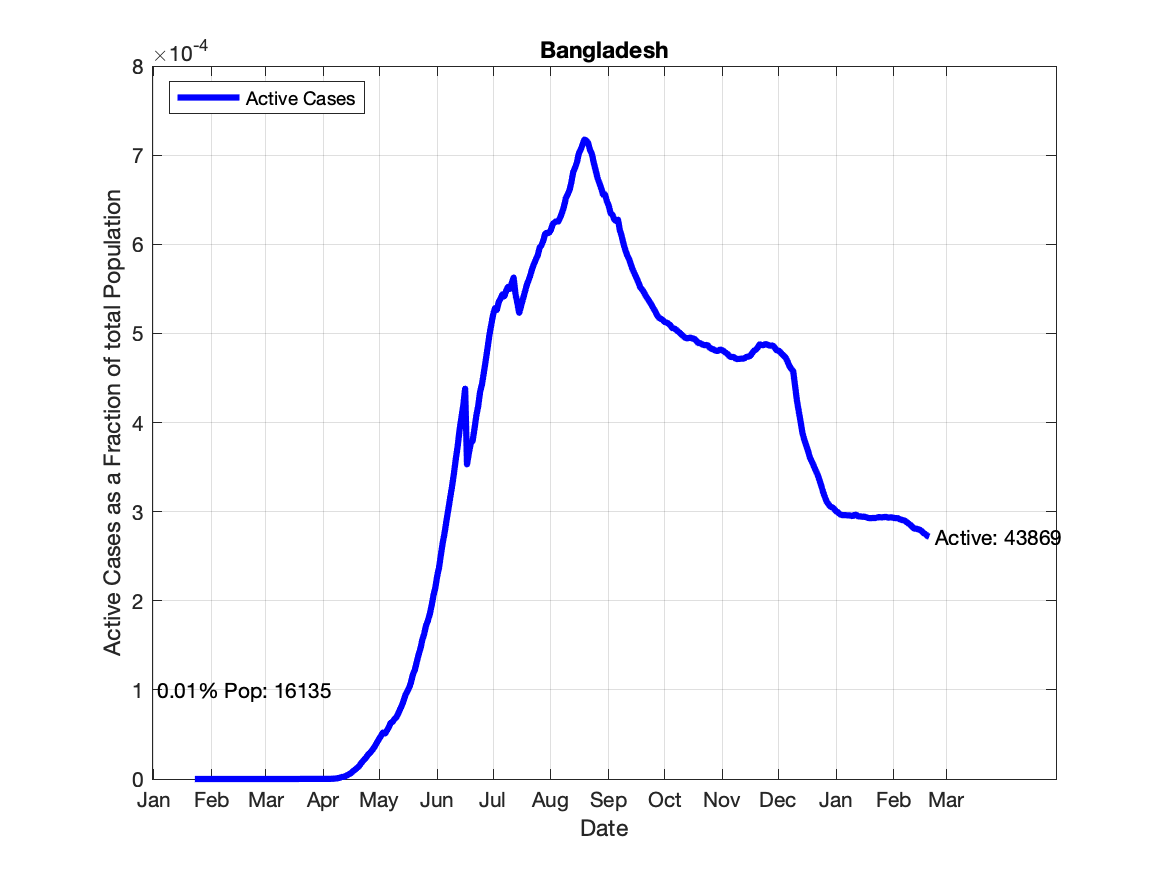 Bangladesh
×10-4
Active Cases
8
7
6
5
4
3
2
1
0
Active Cases as a Fraction of total Population
0.01% Pop: 16135
Active: 43869
Jan Feb Mar Apr May Jun Jul Aug Sep Oct Nov Dec Jan Feb Mar
Date